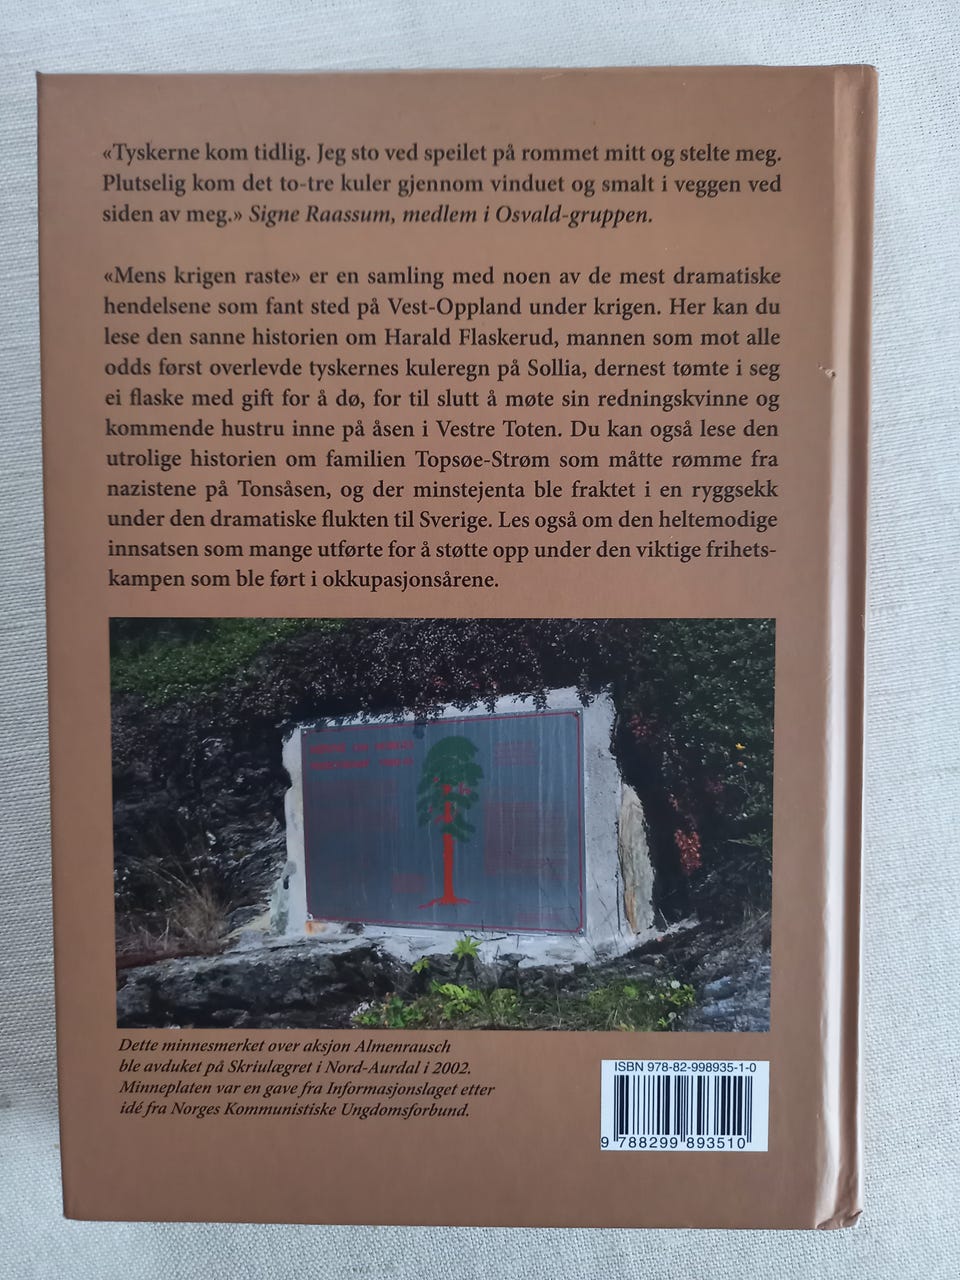 «Tyskerne kom tidlig. Jeg sto ved speilet på rommet mitt og stelte meg.
Plutselig kom det to-tre kuler gjennom vinduet og smalt i veggen ved
siden av meg.» Signe Raassum, medlem i Osvald-gruppen.
«Mens krigen raste» er en samling med noen av de mest dramatiske
hendelsene som fant sted på Vest-Oppland under krigen. Her kan du
lese den sanne historien om Harald Flaskerud, mannen som mot alle
odds først overlevde tyskernes kuleregn på Sollia, dernest tømte i seg
ei flaske med gift for å dø, for til slutt å møte sin redningskvinne og
kommende hustru inne på åsen i Vestre Toten. Du kan også lese den
utrolige historien om familien Topsøe-Strøm som måtte rømme fra
nazistene på Tonsåsen, og der minstejenta ble fraktet i en ryggsekk
under den dramatiske flukten til Sverige. Les også om den heltemodige
innsatsen som mange utførte for å støtte opp under den viktige frihets-
kampen som ble ført i okkupasjonsårene.
Dette minnesmerket over aksjon Almenrausch
ble avduket på Skriulægret i Nord-Aurdal i 2002.
Minneplaten var en gave fra Informasjonslaget etter
idé fra Norges Kommunistiske Ungdomsforbund.
ISBN 978-82-998935-1-0
9 788299 893510